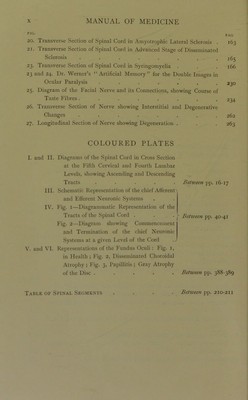 x MANUAL OF MEDICINE
FIG. PAGE
20. Transverse Section of Spinal Cord in Amyotrophic Lateral Sclerosis . 163
21. Transverse Section of Spinal Cord in Advanced Stage of Disseminated
Sclerosis . . . . . . . . 165
22. Transverse Section of Spinal Cord in Syringomyelia . . . 166
23 and 24. Dr. Werner's "Artificial Memory" for the Double Images in
Ocular Paralysis . . . . . . . 230
25. Diagram of the Facial Nerve and its Connections, showing Course of
Taste Fibres . . . . . . . . 234
26. Transverse Section of Nerve showing Interstitial and Degenerative
Changes . . . . . . . . 262
27. Longitudinal Section of Nerve showing Degeneration . . . 263
COLOURED PLATES
I. and II. Diagrams of the Spinal Cord in Cross Section
at the Fifth Cervical and Fourth Lumbar
Levels, showing Ascending and Descending
Tracts . . . . . Between pp. 16-17
III. Schematic Representation of the chief Afferent
and Efferent Neuronic Systems
IV. Fig. 1—Diagrammatic Representation of the
Tracts of the Spinal Cord . Between pp. 40-41
Fig. 2—Diagram showing Commencement
and Termination of the chief Neuronic
Systems at a given Level of the Cord
V. and VI. Representations of the Fundus Oculi: Fig. 1,
in Health; Fig. 2, Disseminated Choroidal
Atrophy; Fig. 3, Papillitis; Grey Atrophy
of the Disc . . . . Between pp. 388-389
TABLE OF SPINAL SEGMENTS . . . . Between pp. 210-211